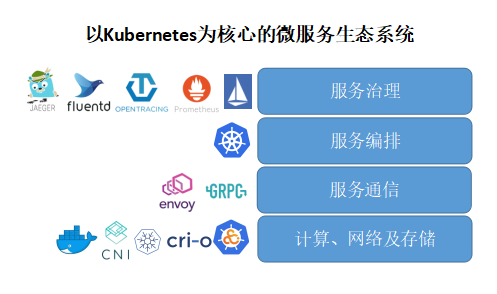 以Kubernetes为核心的微服务生态系统
JAEGER
fluentd
OPENTRACING
Prometheus
服务治理
服务编排
envoy
GRPC
服务通信
CNI
cri-o
计算、网络及存储